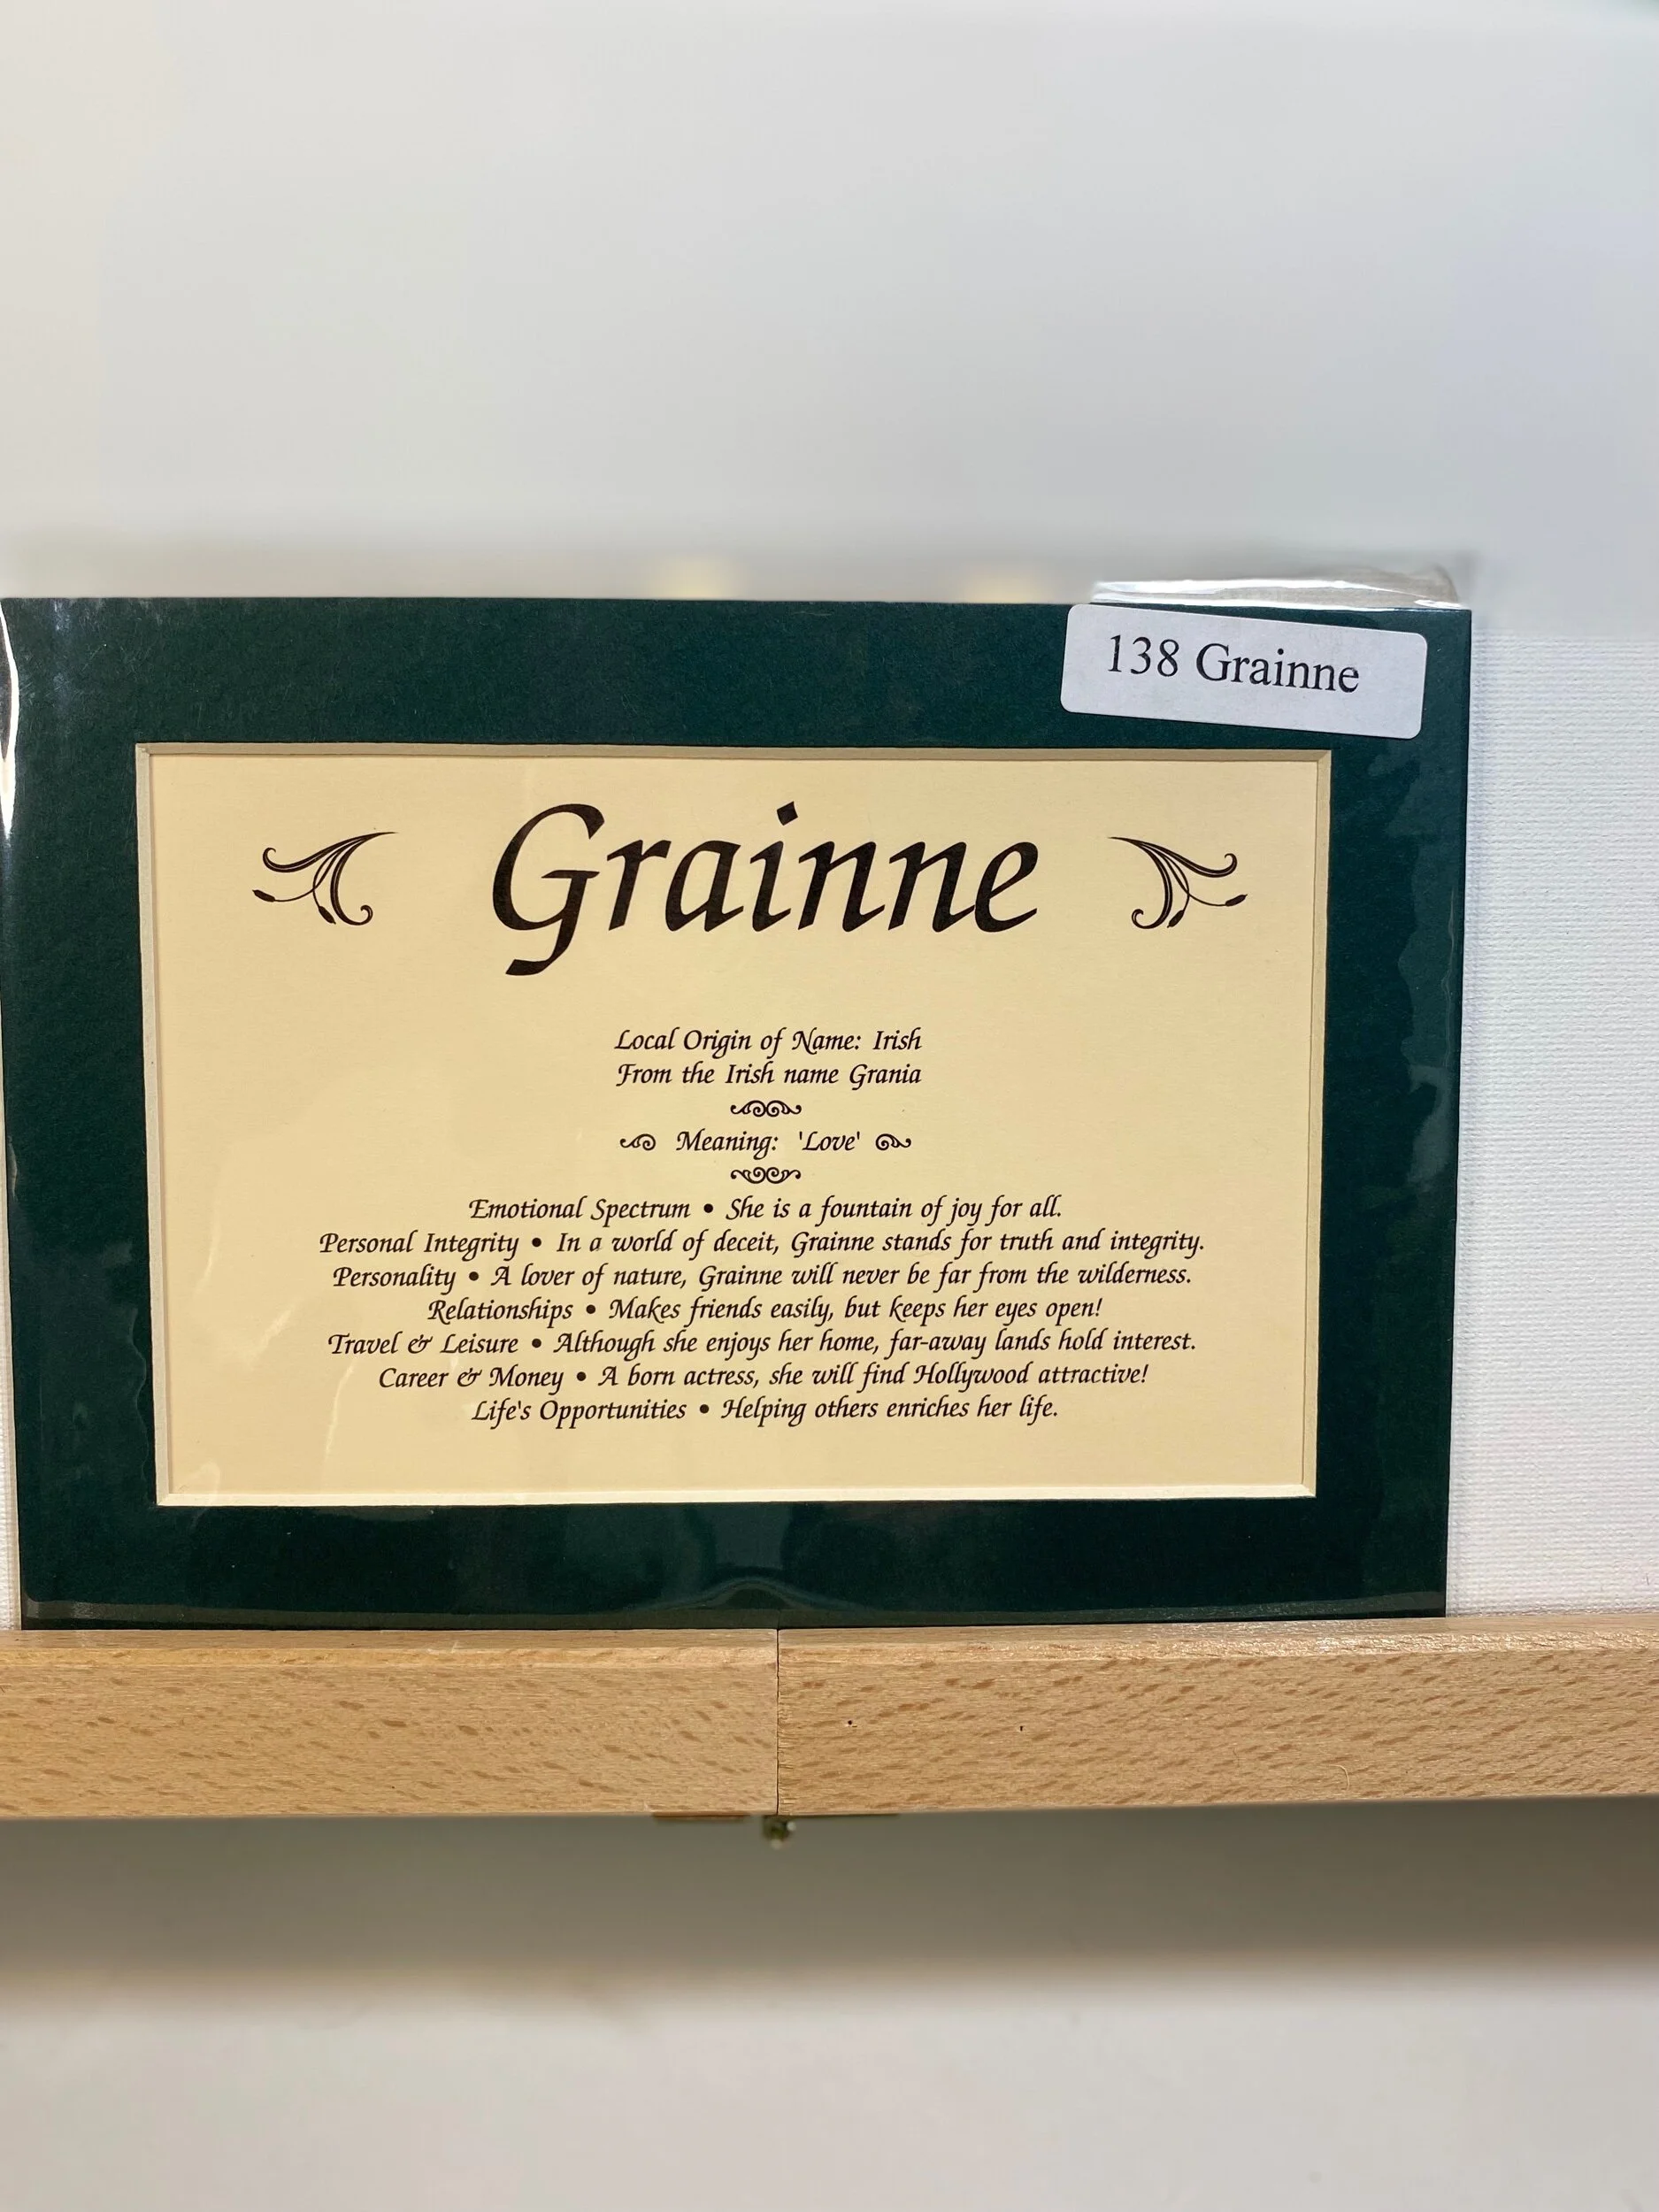 138 Grainne
Grainne
Local Origin of Name: Irish
From the Irish name Grania
Meaning: 'Love'
Emotional Spectrum • She is a fountain of joy for all.
Personal Integrity • In a world of deceit, Grainne stands for truth and integrity.
Personality • A lover of nature, Grainne will never be far from the wilderness.
Relationships • Makes friends easily, but keeps her eyes open!
Travel & Leisure • Although she enjoys her home, far-away lands hold interest.
Career & Money • A born actress, she will find Hollywood attractive!
Life's Opportunities • Helping others enriches her life.